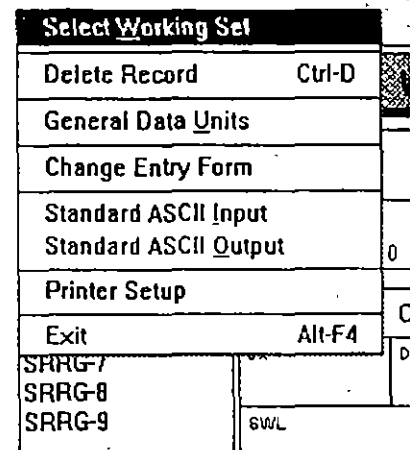 Select Working Set
Delete Record Ctrl-D
General Data Units
Change Entry Form
Standard ASCII Input
Standard ASCII Output
0
Printer Setup
Exit Alt-F4
SRRG-7
SRRG-8
SRRG-9
SWL